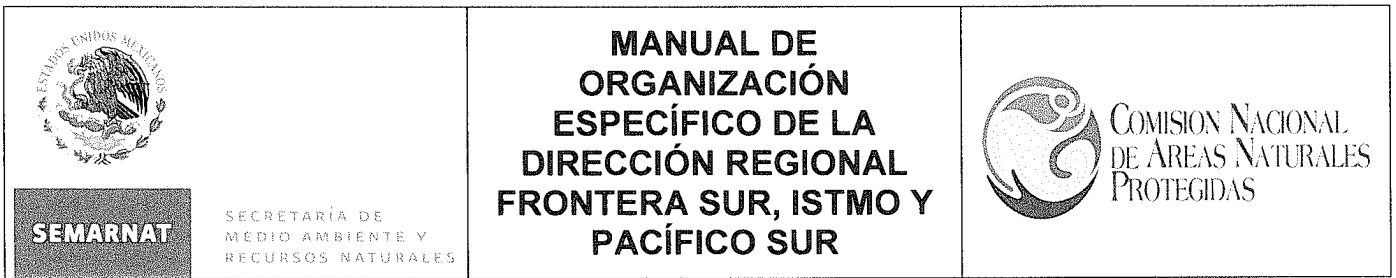 ESTADOS UNIDOS MEXICANOS
SEMARNAT
SECRETARÍA DE
MEDIO AMBIENTE Y
RECURSOS NATURALES
MANUAL DE
ORGANIZACIÓN
ESPECÍFICO DE LA
DIRECCIÓN REGIONAL
FRONTERA SUR, ISTMO Y
PACÍFICO SUR
COMISION NACIONAL
DE AREAS NATURALES
PROTEGIDAS